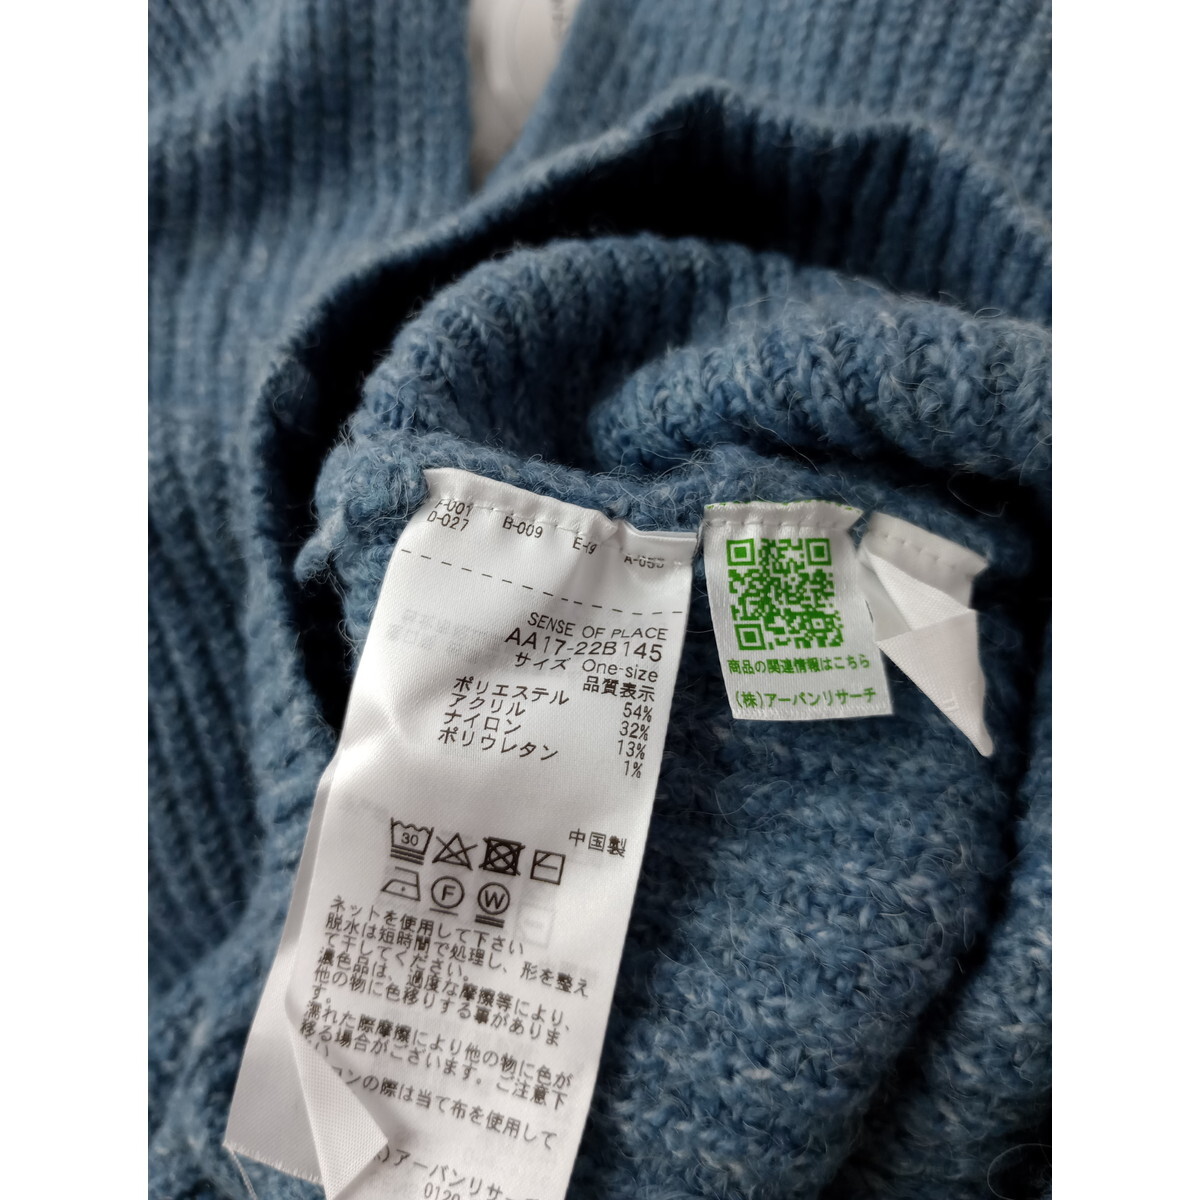 D-027
B-009
SENSE OF PLACE
AA17-22B145
サイズ One-size
品質表示
ポリエステル 54%
アクリル 32%
ナイロン 13%
ポリウレタン 1%
中国製
30
F W
ネットを使用して下さい
脱水は短時間で処理し、形を整え
て干してください。
濃色品は、過度な摩擦等により、
他の物に色移りする事がありま
す。
濡れた際摩擦により他の物に色が
移る場合がございます。ご注意下
ロンの際は当て布を使用して
)アーバンリサーチ
0120
商品の関連情報はこちら
(株)アーバンリサーチ